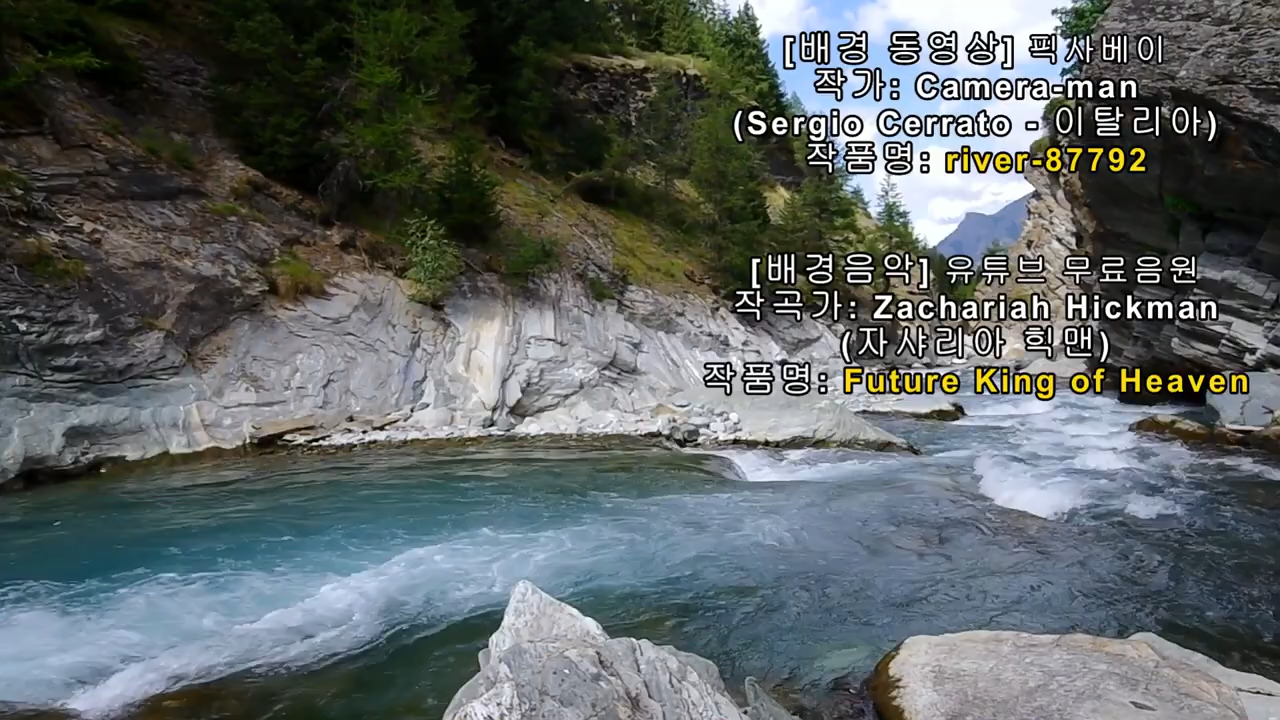 [배경 동영상] 픽사베이
작가: Camera-man
(Sergio Cerrato - 이탈리아)
작품명: river-87792
[배경음악] 유튜브 무료음원
작곡가: Zachariah Hickman
(자샤리아 힉맨)
작품명: Future King of Heaven